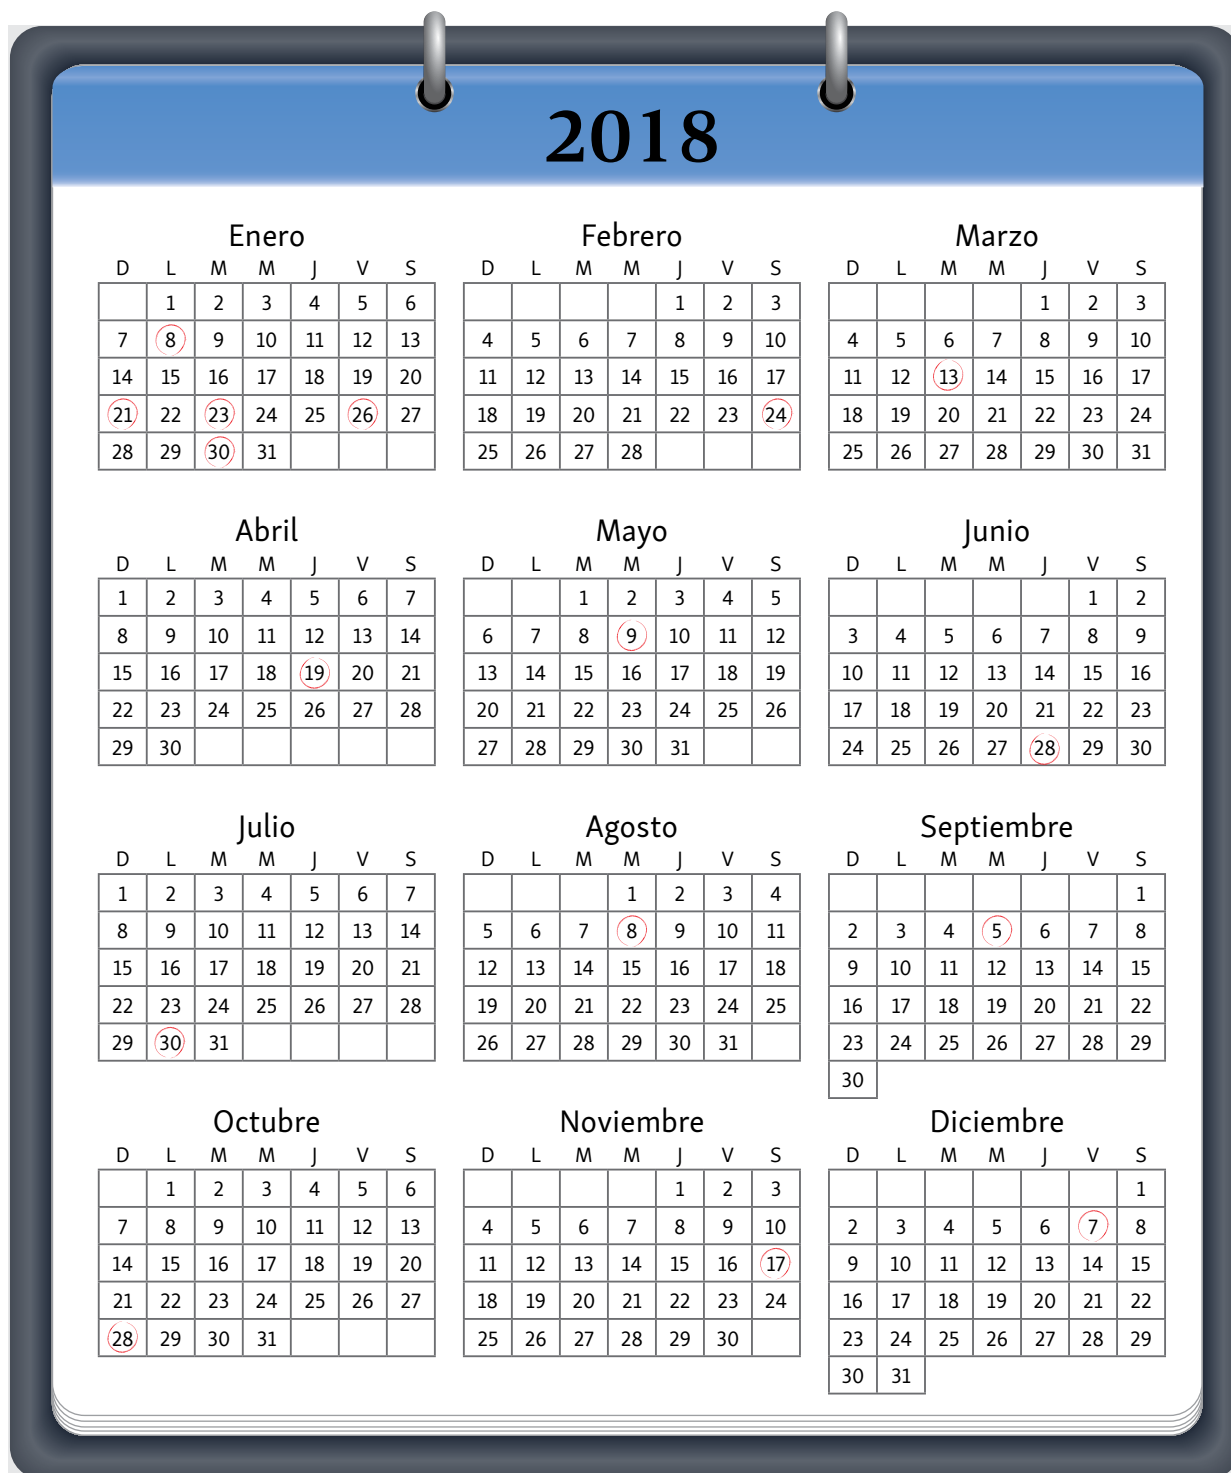 2018
Enero Febrero Marzo
D L M M J V S D L M M J V S D L M M J V S
1 2 3 4 5 6 1 2 3 1 2 3
7 8 9 10 11 12 13 4 5 6 7 8 9 10 4 5 6 7 8 9 10
14 15 16 17 18 19 20 11 12 13 14 15 16 17 11 12 13 14 15 16 17
21 22 23 24 25 26 27 18 19 20 21 22 23 24 18 19 20 21 22 23 24
28 29 30 31 25 26 27 28 25 26 27 28 29 30 31
Abril Mayo Junio
D L M M J V S D L M M J V S D L M M J V S
1 2 3 4 5 6 7 1 2 3 4 5 1 2
8 9 10 11 12 13 14 6 7 8 9 10 11 12 3 4 5 6 7 8 9
15 16 17 18 19 20 21 13 14 15 16 17 18 19 10 11 12 13 14 15 16
22 23 24 25 26 27 28 20 21 22 23 24 25 26 17 18 19 20 21 22 23
29 30 27 28 29 30 31 24 25 26 27 28 29 30
Julio Agosto Septiembre
D L M M J V S D L M M J V S D L M M J V S
1 2 3 4 5 6 7 1 2 3 4 1
8 9 10 11 12 13 14 5 6 7 8 9 10 11 2 3 4 5 6 7 8
15 16 17 18 19 20 21 12 13 14 15 16 17 18 9 10 11 12 13 14 15
22 23 24 25 26 27 28 19 20 21 22 23 24 25 16 17 18 19 20 21 22
29 30 31 26 27 28 29 30 31 23 24 25 26 27 28 29
30
Octubre Noviembre Diciembre
D L M M J V S D L M M J V S D L M M J V S
1 2 3 4 5 6 1 2 3 1
7 8 9 10 11 12 13 4 5 6 7 8 9 10 2 3 4 5 6 7 8
14 15 16 17 18 19 20 11 12 13 14 15 16 17 9 10 11 12 13 14 15
21 22 23 24 25 26 27 18 19 20 21 22 23 24 16 17 18 19 20 21 22
28 29 30 31 25 26 27 28 29 30 23 24 25 26 27 28 29
30 31